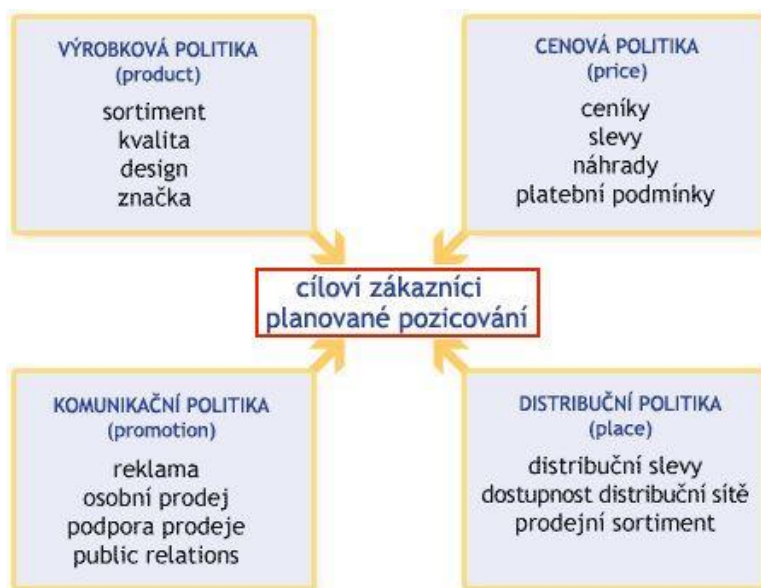 VÝROBKOVÁ POLITIKA
(product)
sortiment
kvalita
design
značka
CENOVÁ POLITIKA
(price)
ceníky
slevy
náhrady
platební podmínky
cíloví zákazníci
planované pozicování
KOMUNIKAČNÍ POLITIKA
(promotion)
reklama
osobní prodej
podpora prodeje
public relations
DISTRIBUČNÍ POLITIKA
(place)
distribuční slevy
dostupnost distribuční sítě
prodejní sortiment